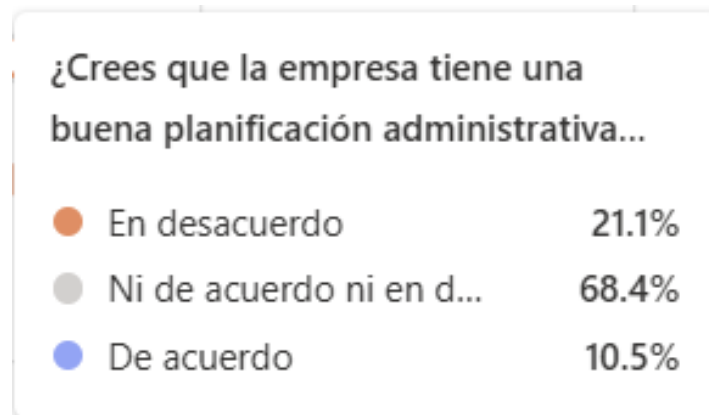 ¿Crees que la empresa tiene una
buena planificación administrativa...
En desacuerdo 21.1%
Ni de acuerdo ni en d... 68.4%
De acuerdo 10.5%